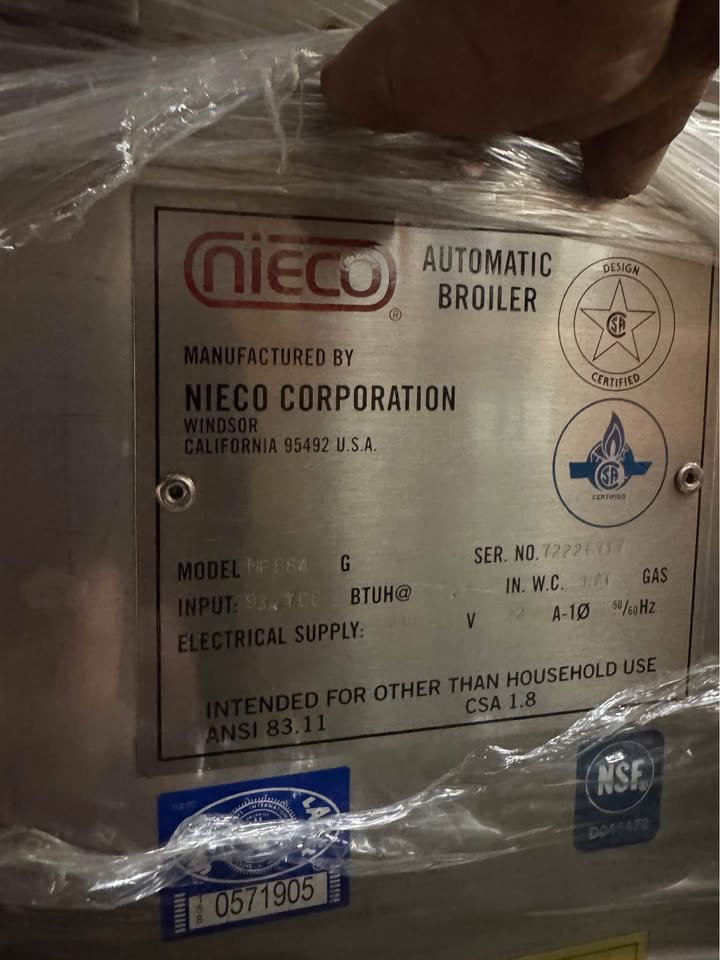 NIECO®
AUTOMATIC
BROILER
DESIGN
CSA
CERTIFIED
MANUFACTURED BY
NIECO CORPORATION
WINDSOR
CALIFORNIA 95492 U.S.A.
CSA
CERTIFIED
MODEL G
SER. NO.
INPUT: BTUH@ IN. W.C. GAS
ELECTRICAL SUPPLY: V A-1Ø 50/60Hz
INTENDED FOR OTHER THAN HOUSEHOLD USE
ANSI 83.11 CSA 1.8
NSF®
0571905